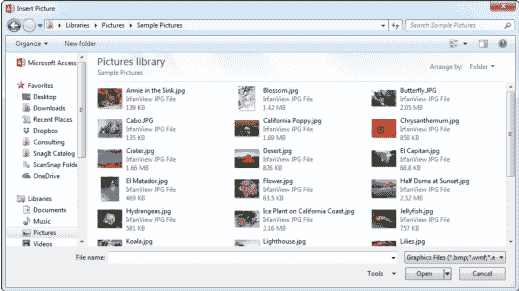 Insert Picture
Libraries Pictures Sample Pictures
Search Sample Pictures
Organize New folder
Microsoft Access
Favorites
Desktop
Downloads
Recent Places
Dropbox
Consulting
SnagIt Catalog
ScanSnap Folder
OneDrive
Libraries
Documents
Music
Pictures
Videos
Pictures library
Sample Pictures
Arrange by: Folder
Annie in the Sink.jpg
IrfanView JPG File
139 KB
Blossom.jpg
IrfanView JPG File
1.42 MB
Butterfly.JPG
IrfanView JPG File
2.05 MB
Cabo.JPG
IrfanView JPG File
135 KB
California Poppy.jpg
IrfanView JPG File
1.69 MB
Chrysanthemum.jpg
IrfanView JPG File
858 KB
Crater.jpg
IrfanView JPG File
1.66 MB
Desert.jpg
IrfanView JPG File
826 KB
El Capitan.jpg
IrfanView JPG File
68.8 KB
El Matador.jpg
IrfanView JPG File
469 KB
Flower.jpg
IrfanView JPG File
63.5 KB
Half Dome at Sunset.jpg
IrfanView JPG File
2.52 MB
Hydrangeas.jpg
IrfanView JPG File
581 KB
Ice Plant on California Coast.jpg
IrfanView JPG File
2.16 MB
Jellyfish.jpg
IrfanView JPG File
757 KB
Koala.jpg
Lighthouse.jpg
Lilies.jpg
File name:
Graphics Files (*.bmp;*.wmf;*.e
Tools Open Cancel